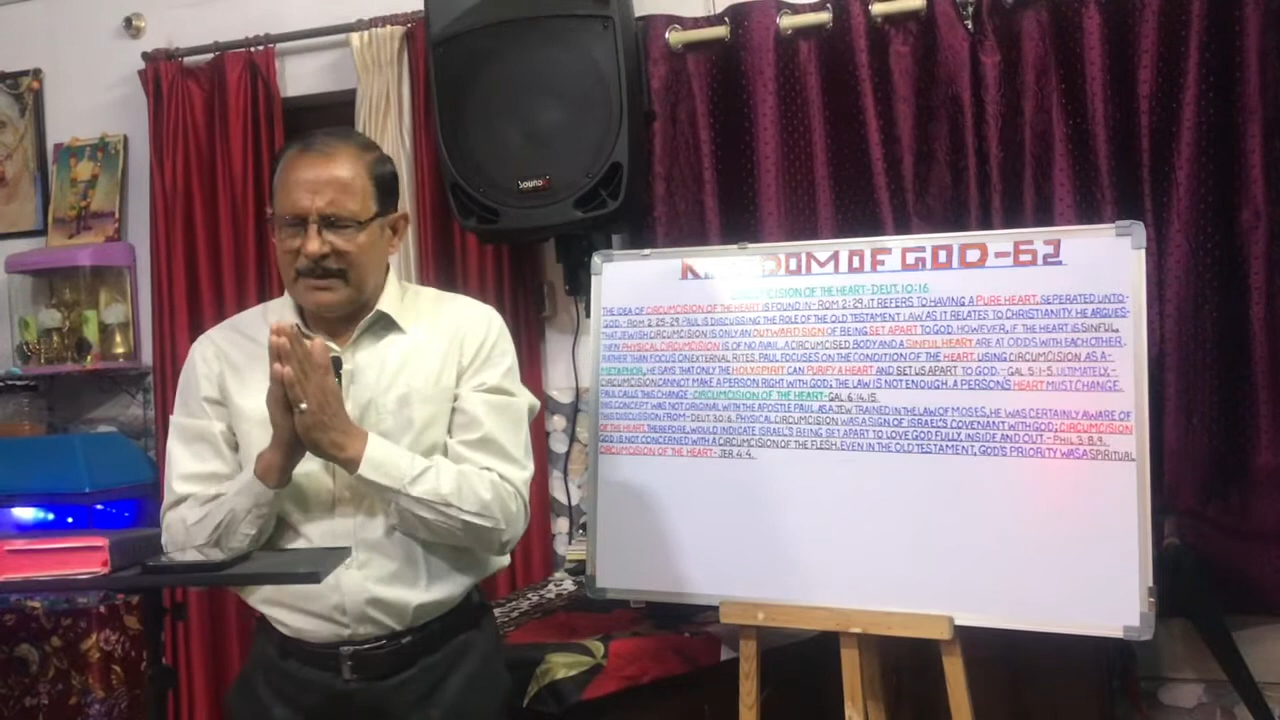 SOUND
KINGDOM OF GOD-62
CIRCUMCISION OF THE HEART-DEUT.10:16
THE IDEA OF CIRCUMCISION OF THE HEART IS FOUND IN-ROM 2:29. IT REFERS TO HAVING A PURE HEART, SEPERATED UNTO-
GOD.-ROM 2:25-29. PAUL IS DISCUSSING THE ROLE OF THE OLD TESTAMENT LAW AS IT RELATES TO CHRISTIANITY. HE ARGUES-
THAT JEWISH CIRCUMCISION IS ONLY AN OUTWARD SIGN OF BEING SET APART TO GOD. HOWEVER, IF THE HEART IS SINFUL,
THEN PHYSICAL CIRCUMCISION IS OF NO AVAIL. A CIRCUMCISED BODY AND A SINFUL HEART ARE AT ODDS WITH EACH OTHER.
RATHER THAN FOCUS ON EXTERNAL RITES, PAUL FOCUSES ON THE CONDITION OF THE HEART. USING CIRCUMCISION AS A-
METAPHOR, HE SAYS THAT ONLY THE HOLY SPIRIT CAN PURIFY A HEART AND SET US APART TO GOD.-GAL 5:1-5. ULTIMATELY,-
CIRCUMCISION CANNOT MAKE A PERSON RIGHT WITH GOD; THE LAW IS NOT ENOUGH. A PERSON'S HEART MUST CHANGE.
PAUL CALLS THIS CHANGE-CIRCUMCISION OF THE HEART-GAL.6:14.15.
THIS CONCEPT WAS NOT ORIGINAL WITH THE APOSTLE PAUL. AS A JEW TRAINED IN THE LAW OF MOSES, HE WAS CERTAINLY AWARE OF
THIS DISCUSSION FROM-DEUT.30:6. PHYSICAL CIRCUMCISION WAS A SIGN OF ISRAEL'S COVENANT WITH GOD; CIRCUMCISION
OF THE HEART, THEREFORE, WOULD INDICATE ISRAEL'S BEING SET APART TO LOVE GOD FULLY, INSIDE AND OUT.-PHIL 3:8,9.
GOD IS NOT CONCERNED WITH A CIRCUMCISION OF THE FLESH. EVEN IN THE OLD TESTAMENT, GOD'S PRIORITY WAS A SPIRITUAL
CIRCUMCISION OF THE HEART-JER.4:4.